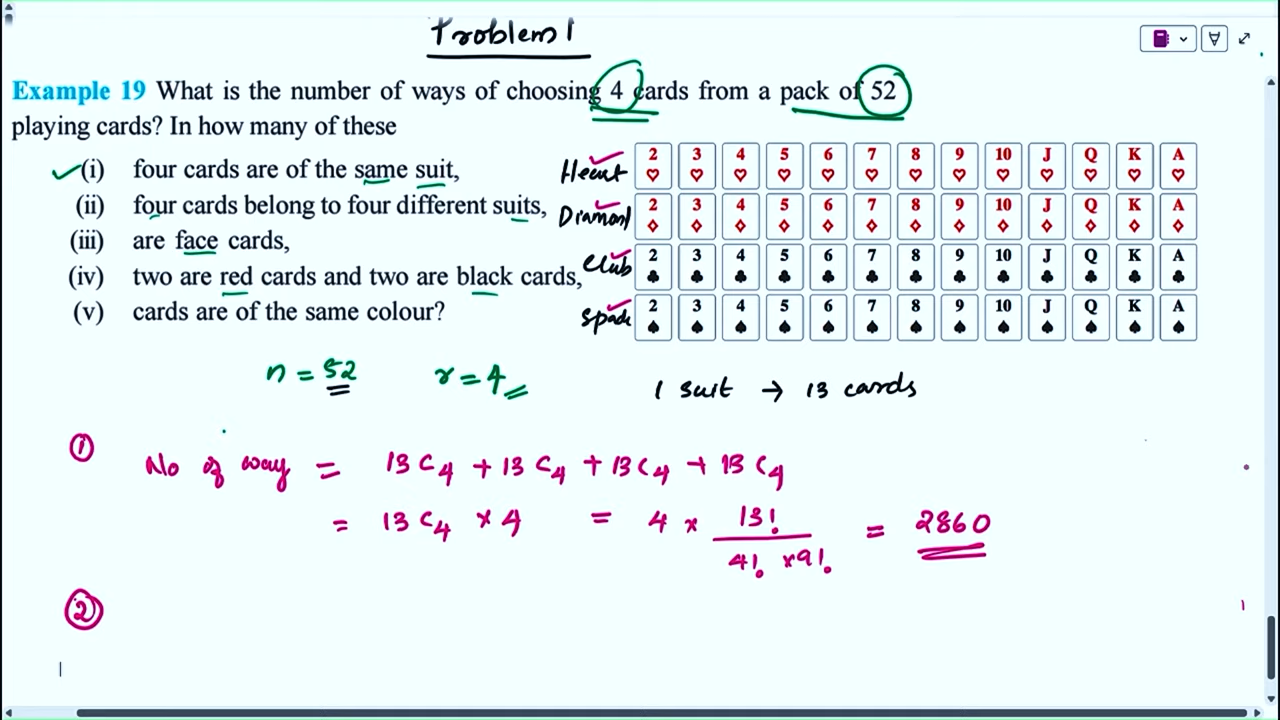 Problem 1
Example 19 What is the number of ways of choosing 4 cards from a pack of 52
playing cards? In how many of these
(i) four cards are of the same suit,
(ii) four cards belong to four different suits,
(iii) are face cards,
(iv) two are red cards and two are black cards,
(v) cards are of the same colour?
Heart 2♡ 3♡ 4♡ 5♡ 6♡ 7♡ 8♡ 9♡ 10♡ J♡ Q♡ K♡ A♡
Diamond 2♢ 3♢ 4♢ 5♢ 6♢ 7♢ 8♢ 9♢ 10♢ J♢ Q♢ K♢ A♢
Club 2♣ 3♣ 4♣ 5♣ 6♣ 7♣ 8♣ 9♣ 10♣ J♣ Q♣ K♣ A♣
Spade 2♠ 3♠ 4♠ 5♠ 6♠ 7♠ 8♠ 9♠ 10♠ J♠ Q♠ K♠ A♠
n = 52 r = 4 1 suit → 13 cards
① No of way = 13C4 + 13C4 + 13C4 + 13C4
= 13C4 × 4 = 4 × 13! / 4! × 9! = 2860
②